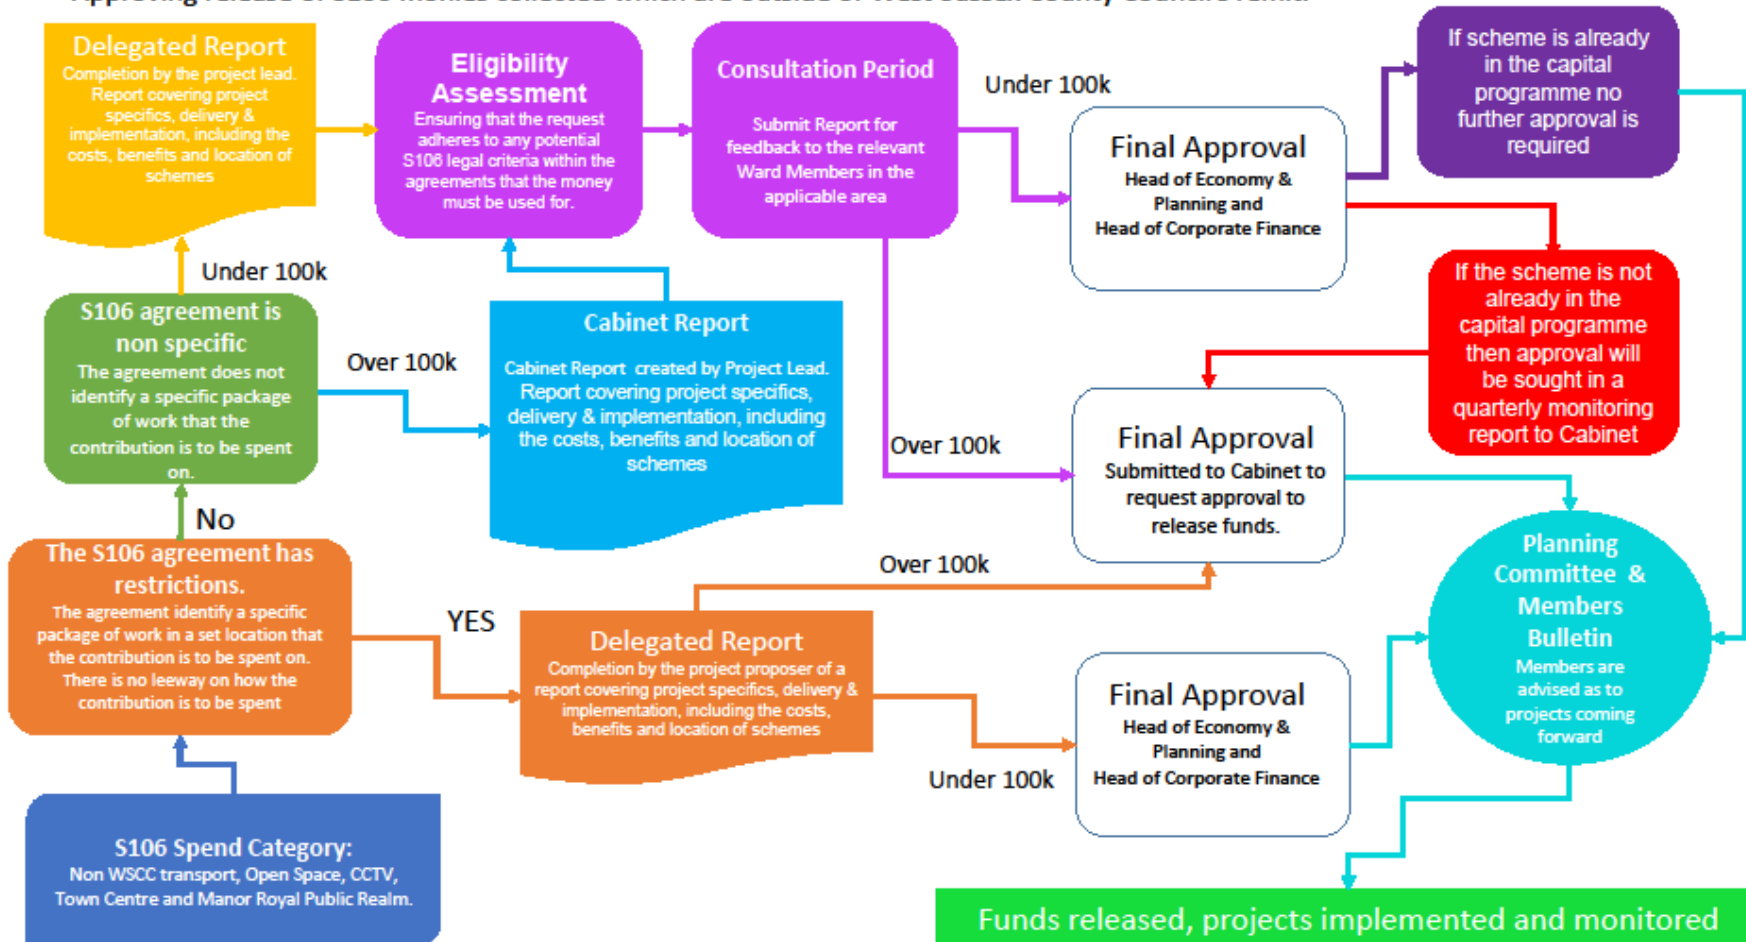 Delegated Report
Completion by the project lead.
Report covering project
specifics, delivery &
implementation, including the
costs, benefits and location of
schemes
Eligibility
Assessment
Ensuring that the request
adheres to any potential
S106 legal criteria within the
agreements that the money
must be used for.
Consultation Period
Submit Report for
feedback to the relevant
Ward Members in the
applicable area
Under 100k
Final Approval
Head of Economy &
Planning and
Head of Corporate Finance
If scheme is already
in the capital
programme no
further approval is
required
Under 100k
S106 agreement is
non specific
The agreement does not
identify a specific package
of work that the
contribution is to be spent
on.
Over 100k
Cabinet Report
Cabinet Report created by Project Lead.
Report covering project specifics,
delivery & implementation, including
the costs, benefits and location of
schemes
Over 100k
Final Approval
Submitted to Cabinet to
request approval to
release funds.
If the scheme is not
already in the
capital programme
then approval will
be sought in a
quarterly monitoring
report to Cabinet
No
The S106 agreement has
restrictions.
The agreement identify a specific
package of work in a set location that
the contribution is to be spent on.
There is no leeway on how the
contribution is to be spent
YES
Delegated Report
Completion by the project proposer of a
report covering project specifics, delivery &
implementation, including the costs,
benefits and location of schemes
Over 100k
Under 100k
Final Approval
Head of Economy &
Planning and
Head of Corporate Finance
Planning
Committee &
Members
Bulletin
Members are
advised as to
projects coming
forward
S106 Spend Category:
Non WSCC transport, Open Space, CCTV,
Town Centre and Manor Royal Public Realm.
Funds released, projects implemented and monitored